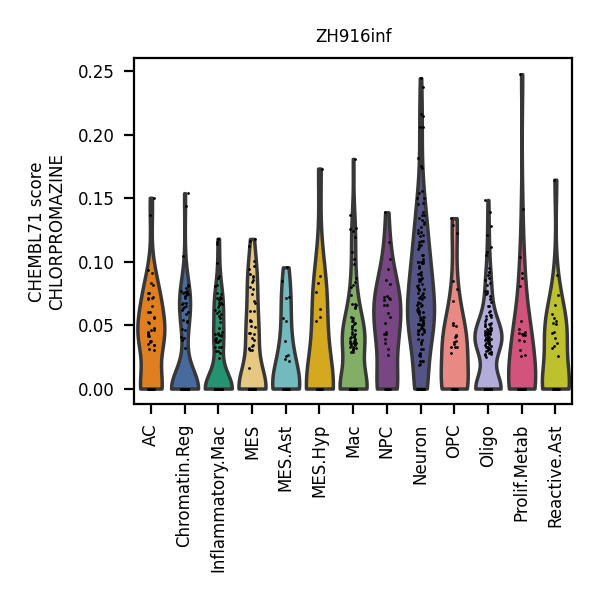 ZH916inf
CHEMBL71 score
CHLORPROMAZINE
0.25
0.20
0.15
0.10
0.05
0.00
AC
Chromatin.Reg
Inflammatory.Mac
MES
MES.Ast
MES.Hyp
Mac
NPC
Neuron
OPC
Oligo
Prolif.Metab
Reactive.Ast